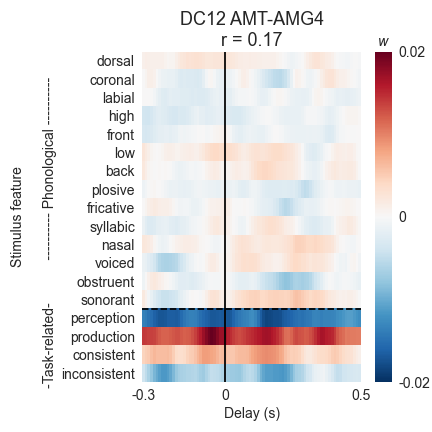 DC12 AMT-AMG4
r = 0.17
w
Stimulus feature
---------- Phonological ----------
-Task-related-
dorsal
coronal
labial
high
front
low
back
plosive
fricative
syllabic
nasal
voiced
obstruent
sonorant
perception
production
consistent
inconsistent
-0.3
0
0.5
Delay (s)
0.02
0
-0.02